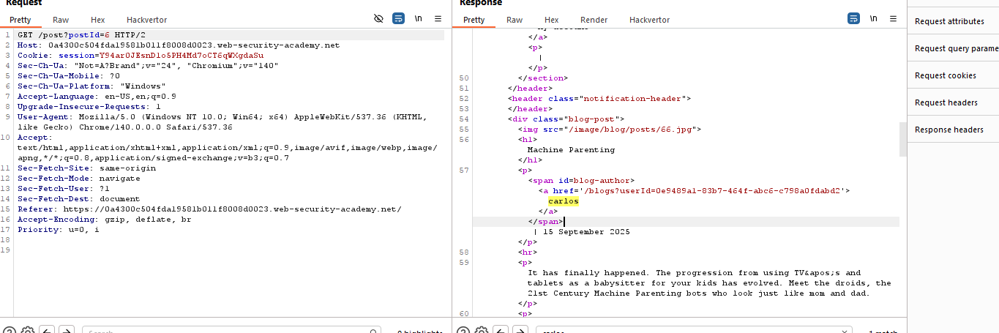 Request
Pretty Raw Hex Hackvertor \n
1 GET /post?postId=6 HTTP/2
2 Host: 0a4300c504fda19581b011f8008d0023.web-security-academy.net
3 Cookie: session=Y94ar0JEsnDlo5PH4Md7oCT6qWXgdaSu
4 Sec-Ch-Ua: "Not=A?Brand";v="24", "Chromium";v="140"
5 Sec-Ch-Ua-Mobile: ?0
6 Sec-Ch-Ua-Platform: "Windows"
7 Accept-Language: en-US,en;q=0.9
8 Upgrade-Insecure-Requests: 1
9 User-Agent: Mozilla/5.0 (Windows NT 10.0; Win64; x64) AppleWebKit/537.36 (KHTML,
like Gecko) Chrome/140.0.0.0 Safari/537.36
10 Accept:
text/html,application/xhtml+xml,application/xml;q=0.9,image/avif,image/webp,image/
apng,*/*;q=0.8,application/signed-exchange;v=b3;q=0.7
11 Sec-Fetch-Site: same-origin
12 Sec-Fetch-Mode: navigate
13 Sec-Fetch-User: ?1
14 Sec-Fetch-Dest: document
15 Referer: https://0a4300c504fda19581b011f8008d0023.web-security-academy.net/
16 Accept-Encoding: gzip, deflate, br
17 Priority: u=0, i
18
19
Search
0 highlights
Response
Pretty Raw Hex Render Hackvertor \n
</a>
<p>
|
</p>
50 </section>
51 </header>
52 <header class="notification-header">
53 </header>
54 <div class="blog-post">
55 <img src="/image/blog/posts/66.jpg">
56 <h1>
Machine Parenting
</h1>
57 <p>
<span id=blog-author>
<a href='/blogs?userId=0e9489a1-83b7-464f-abc6-c798a0fdabd2'>
carlos
</a>
</span>
| 15 September 2025
</p>
58 <hr>
59 <p>
It has finally happened. The progression from using TV&apos;s and
tablets as a babysitter for your kids has evolved. Meet the droids, the
21st Century Machine Parenting bots who look just like mom and dad.
</p>
60 <p>
carlos
1 match
Request attributes
Request query parame
Request cookies
Request headers
Response headers